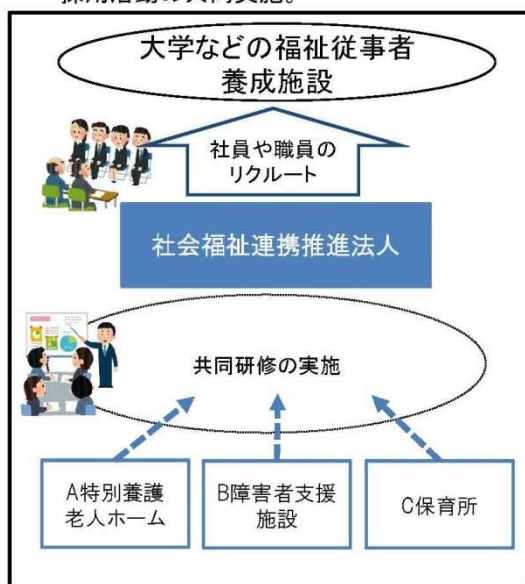 採用活動の共同実施。
大学などの福祉従事者
養成施設
社員や職員の
リクルート
社会福祉連携推進法人
共同研修の実施
A特別養護
老人ホーム
B障害者支援
施設
C保育所